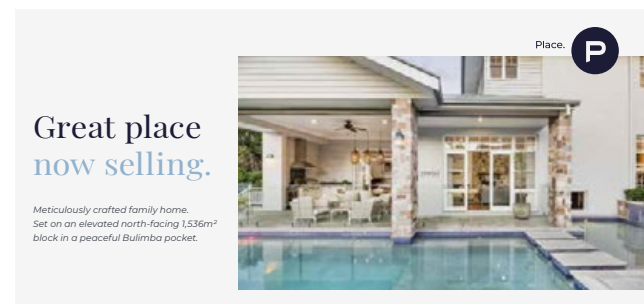 Place.
P
Great place
now selling.
Meticulously crafted family home.
Set on an elevated north-facing 1,536m²
block in a peaceful Bulimba pocket.